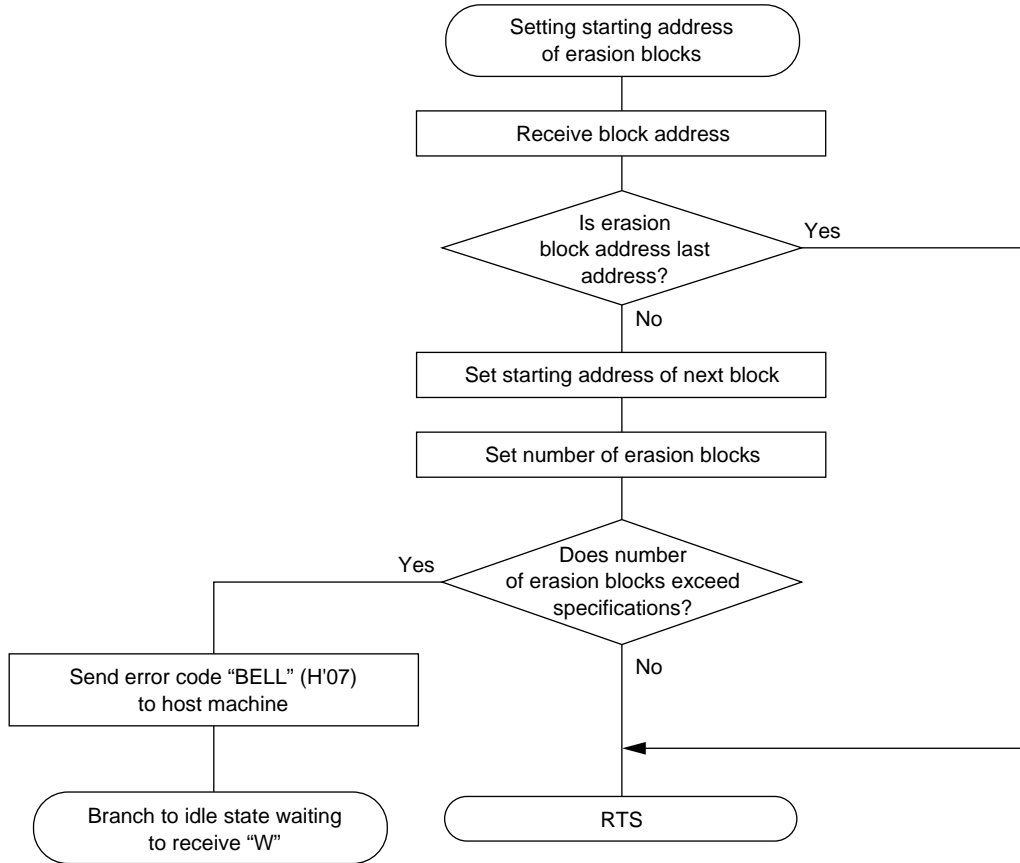 Setting starting address
of erasion blocks
Receive block address
Is erasion
block address last
address?
Yes
No
Set starting address of next block
Set number of erasion blocks
Does number
of erasion blocks exceed
specifications?
Yes
No
Send error code “BELL” (H'07)
to host machine
Branch to idle state waiting
to receive “W”
RTS